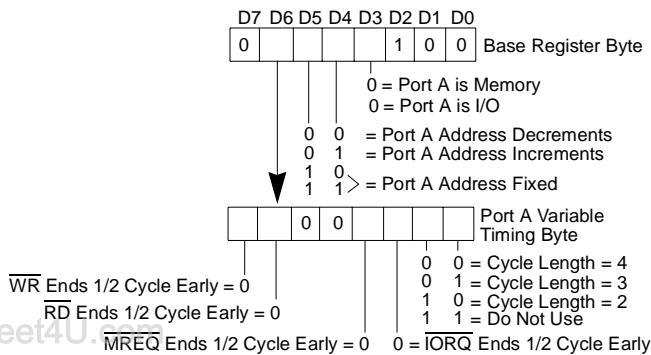 D7 D6 D5 D4 D3 D2 D1 D0
0 1 0 0 Base Register Byte
0 = Port A is Memory
0 = Port A is I/O
0 0 = Port A Address Decrements
0 1 = Port A Address Increments
1 0
1 1 > = Port A Address Fixed
0 0 Port A Variable
Timing Byte
0 0 = Cycle Length = 4
0 1 = Cycle Length = 3
1 0 = Cycle Length = 2
1 1 = Do Not Use
WR Ends 1/2 Cycle Early = 0
RD Ends 1/2 Cycle Early = 0
MREQ Ends 1/2 Cycle Early = 0
0 = IORQ Ends 1/2 Cycle Early
eet4U.com